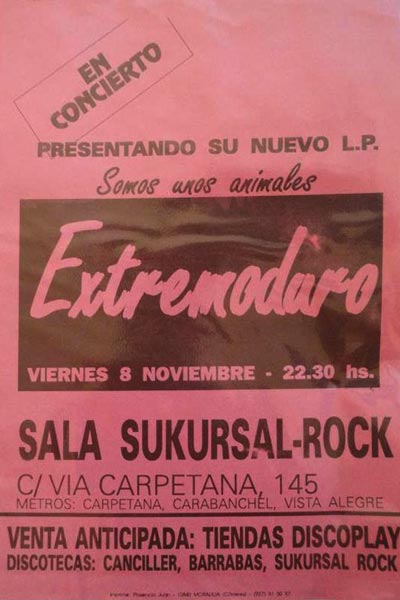 EN
CONCIERTO
PRESENTANDO SU NUEVO L.P.
Somos unos animales
Extremoduro
VIERNES 8 NOVIEMBRE - 22.30 hs.
SALA SUKURSAL-ROCK
C/ VIA CARPETANA, 145
METROS: CARPETANA, CARABANCHEL, VISTA ALEGRE
VENTA ANTICIPADA: TIENDAS DISCOPLAY
DISCOTECAS: CANCILLER, BARRABAS, SUKURSAL ROCK